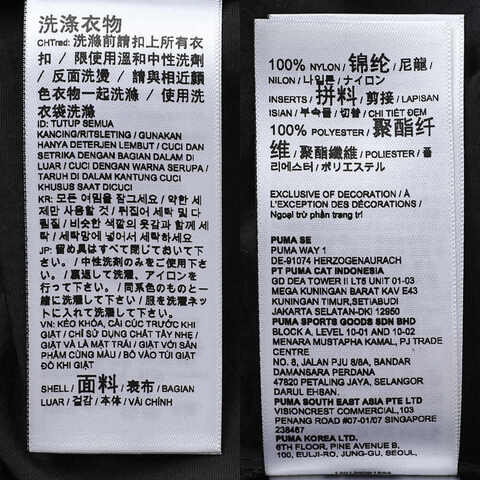 洗滌衣物
CHTrad: 洗滌前請扣上所有衣
扣 / 限使用溫和中性洗劑
/ 反面洗燙 / 請與相近顏
色衣物一起洗滌 / 使用洗
衣袋洗滌
ID: TUTUP SEMUA
KANCING/RITSLETING / GUNAKAN
HANYA DETERJEN LEMBUT / CUCI DAN
SETRIKA DENGAN BAGIAN DALAM DI
LUAR / CUCI DENGAN WARNA SERUPA /
TARUH DI DALAM KANTUNG CUCI
KHUSUS SAAT DICUCI
KR: 모든 여밈을 잠그세요 / 약한 세
제만 사용할 것 / 뒤집어 세탁 및 다
림질 / 비슷한 색깔의 옷감과 함께 세
탁 / 세탁망에 넣어서 세탁하세요
JP: 留め具はすべて閉じておいて下さ
い。 / 中性洗剤のみをご使用下さ
い。 / 裏返して洗濯、アイロンを
行って下さい。 / 同系色のものと一
緒に洗濯して下さい / 服を洗濯ネッ
トに入れて洗濯して下さい
VN: KÉO KHÓA, CÀI CÚC TRƯỚC KHI
GIẶT / CHỈ SỬ DỤNG CHẤT TẨY NHẸ /
GIẶT VÀ LÀ MẶT TRÁI / GIẶT VỚI SẢN
PHẨM CÙNG MÀU / BỎ VÀO TÚI GIẶT
KHI GIẶT
SHELL / 面料 / 表布 / BAGIAN
LUAR / 겉감 / 本体 / VẢI CHÍNH
100% NYLON / 锦纶 / 尼龍 /
NILON / 나일론 / ナイロン
INSERTS / 拼料 / 剪接 / LAPISAN
ISIAN / 부속물 / 切替 / CHI TIẾT ĐỆM
100% POLYESTER / 聚酯纤
维 / 聚酯纖維 / POLIESTER / 폴
리에스터 / ポリエステル
EXCLUSIVE OF DECORATION / À
L'EXCEPTION DES DÉCORATIONS /
Ngoại trừ phần trang trí
PUMA SE
PUMA WAY 1
DE-91074 HERZOGENAURACH
PT PUMA CAT INDONESIA
GD DEA TOWER II LT5 UNIT 01-03
MEGA KUNINGAN BARAT KAV E43
KUNINGAN TIMUR,SETIABUDI
JAKARTA SELATAN-DKI 12950
PUMA SPORTS GOODS SDN BHD
BLOCK A, LEVEL 10-01 AND 10-02
MENARA MUSTAPHA KAMAL, PJ TRADE
CENTRE
NO. 8, JALAN PJU 8/8A, BANDAR
DAMANSARA PERDANA
47820 PETALING JAYA, SELANGOR
DARUL EHSAN.
PUMA SOUTH EAST ASIA PTE LTD
VISIONCREST COMMERCIAL,103
PENANG ROAD #07-01/07 SINGAPORE
238467
PUMA KOREA LTD.
6TH FLOOR, PINE AVENUE B,
100, EULJI-RO, JUNG-GU, SEOUL,